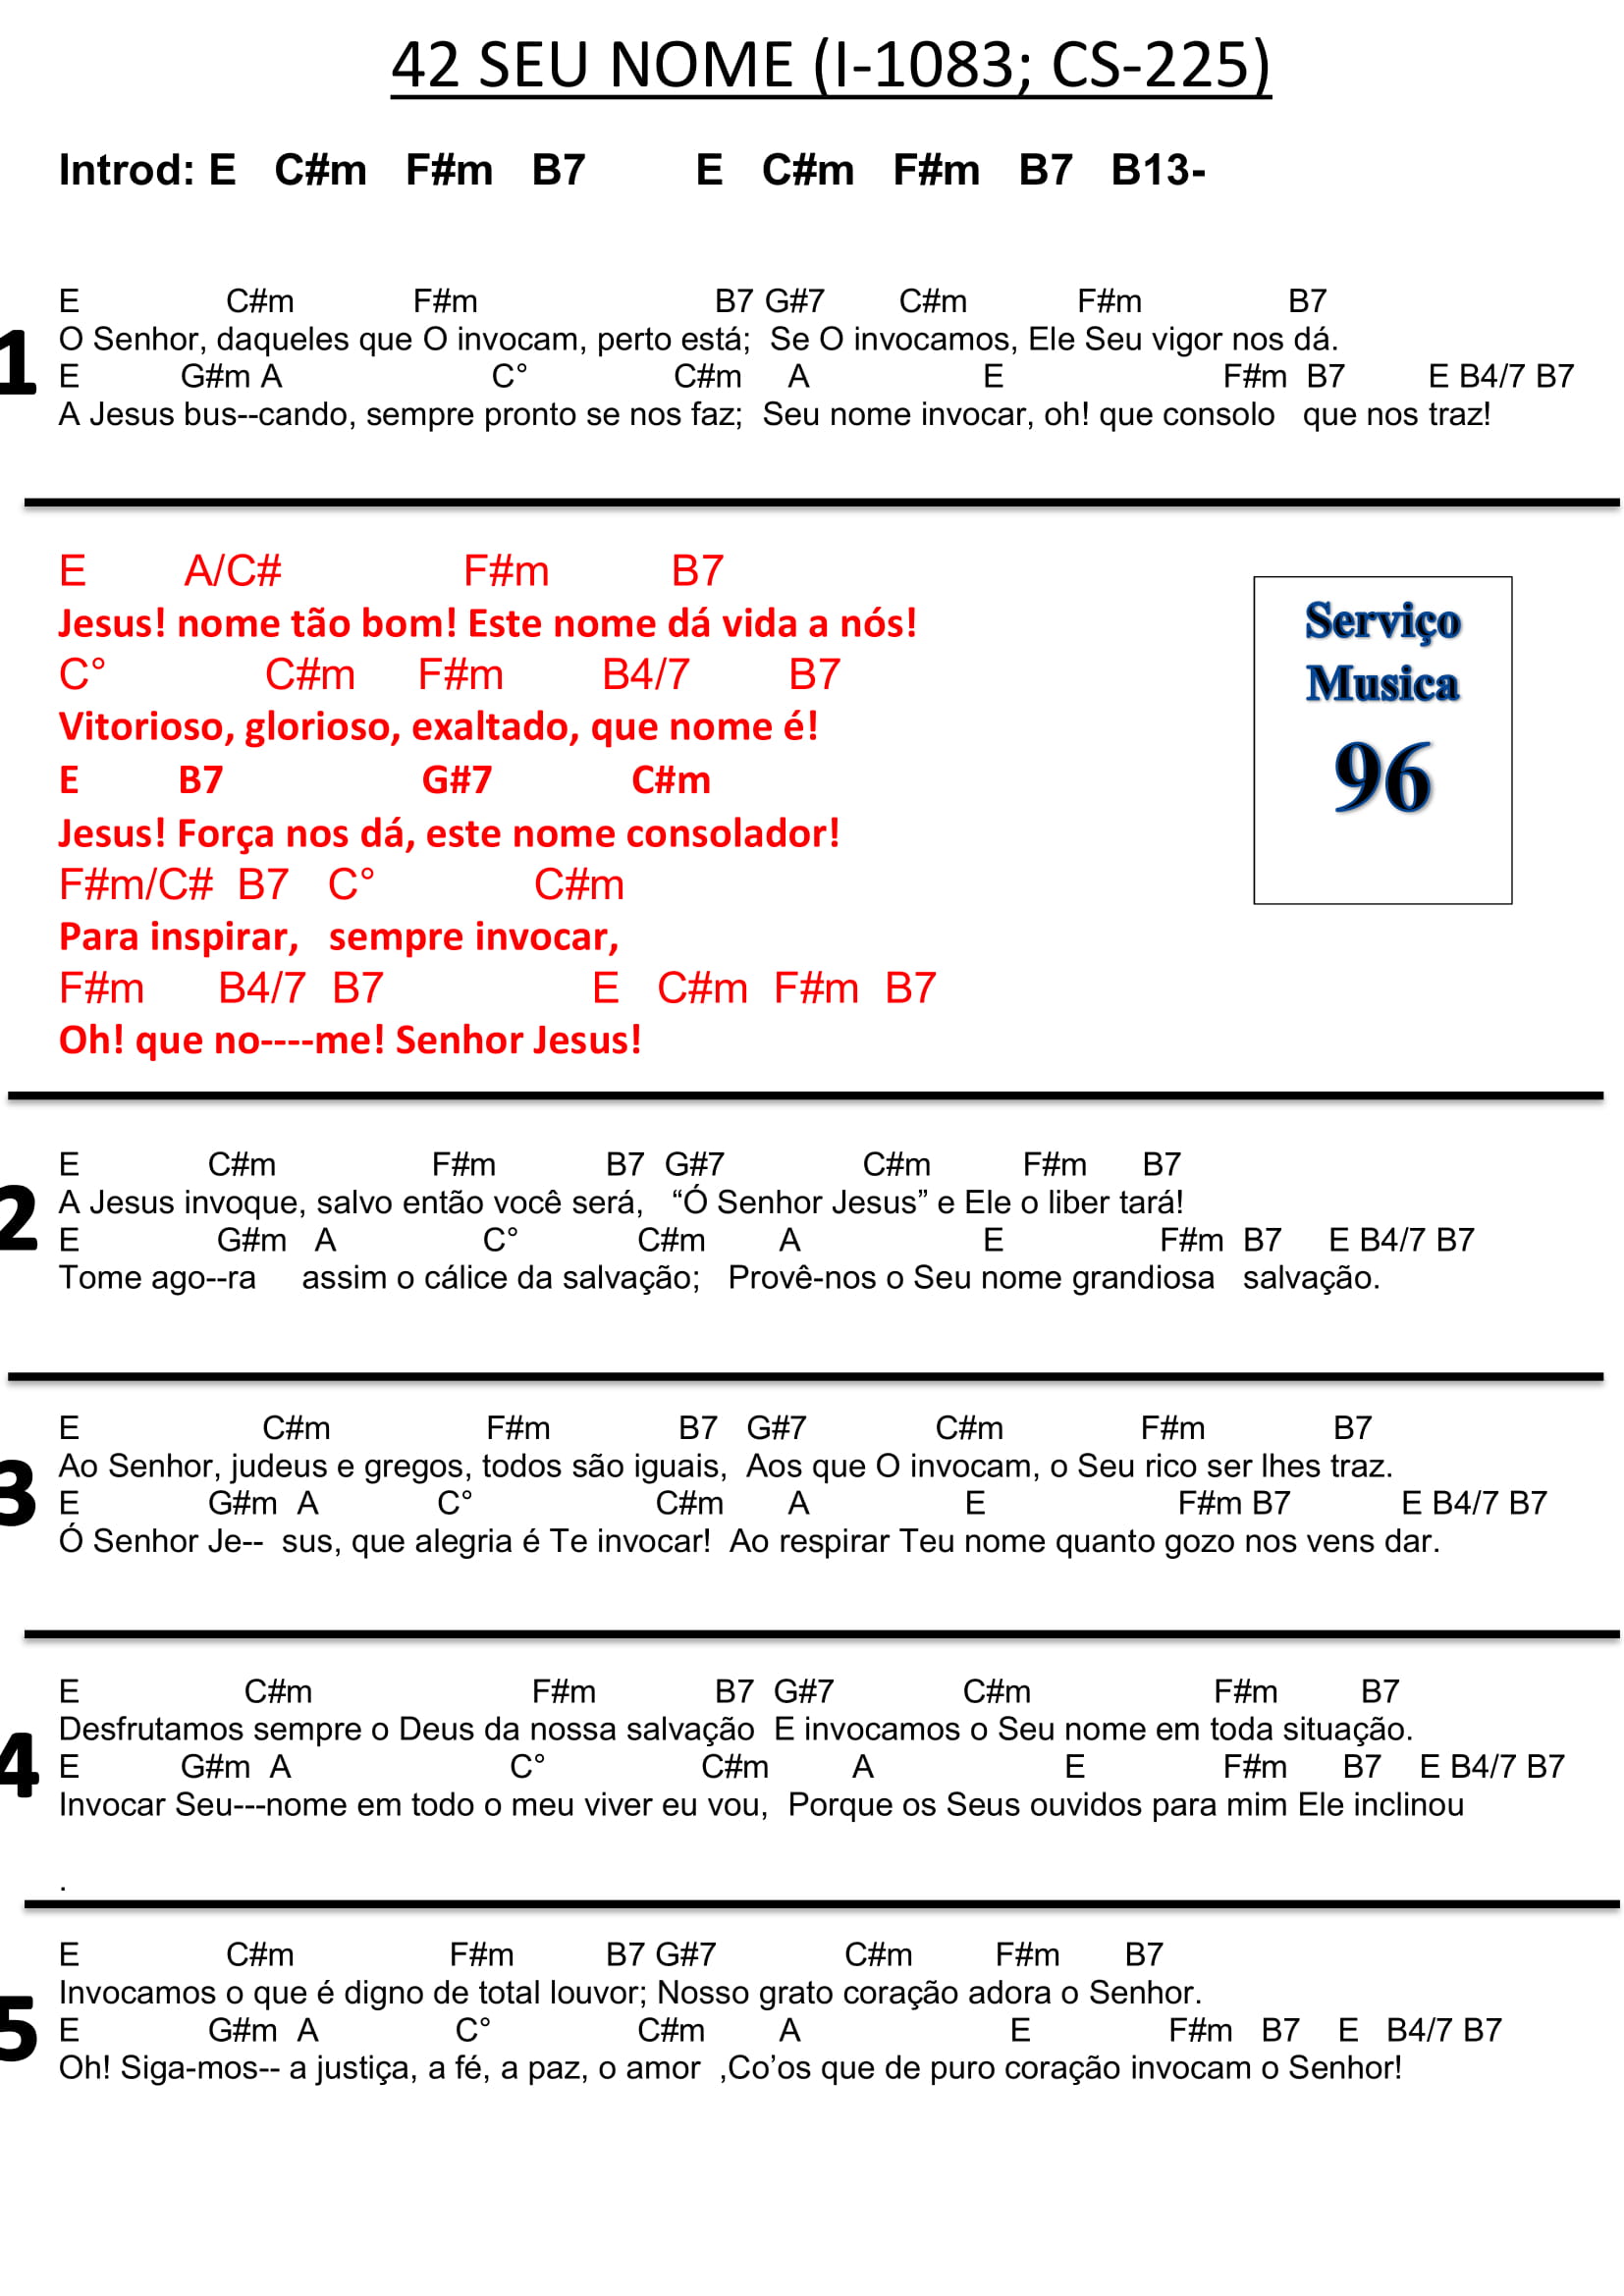 42 SEU NOME (I-1083; CS-225)
Introd: E C#m F#m B7 E C#m F#m B7 B13-
1
E C#m F#m B7 G#7 C#m F#m B7
O Senhor, daqueles que O invocam, perto está; Se O invocamos, Ele Seu vigor nos dá.
E G#m A C° C#m A E F#m B7 E B4/7 B7
A Jesus bus--cando, sempre pronto se nos faz; Seu nome invocar, oh! que consolo que nos traz!
E A/C# F#m B7
Jesus! nome tão bom! Este nome dá vida a nós!
C° C#m F#m B4/7 B7
Vitorioso, glorioso, exaltado, que nome é!
E B7 G#7 C#m
Jesus! Força nos dá, este nome consolador!
F#m/C# B7 C° C#m
Para inspirar, sempre invocar,
F#m B4/7 B7 E C#m F#m B7
Oh! que no----me! Senhor Jesus!
Serviço
Musica
96
2
E C#m F#m B7 G#7 C#m F#m B7
A Jesus invoque, salvo então você será, “Ó Senhor Jesus” e Ele o liber tará!
E G#m A C° C#m A E F#m B7 E B4/7 B7
Tome ago--ra assim o cálice da salvação; Provê-nos o Seu nome grandiosa salvação.
3
E C#m F#m B7 G#7 C#m F#m B7
Ao Senhor, judeus e gregos, todos são iguais, Aos que O invocam, o Seu rico ser lhes traz.
E G#m A C° C#m A E F#m B7 E B4/7 B7
Ó Senhor Je-- sus, que alegria é Te invocar! Ao respirar Teu nome quanto gozo nos vens dar.
4
E C#m F#m B7 G#7 C#m F#m B7
Desfrutamos sempre o Deus da nossa salvação E invocamos o Seu nome em toda situação.
E G#m A C° C#m A E F#m B7 E B4/7 B7
Invocar Seu---nome em todo o meu viver eu vou, Porque os Seus ouvidos para mim Ele inclinou
.
5
E C#m F#m B7 G#7 C#m F#m B7
Invocamos o que é digno de total louvor; Nosso grato coração adora o Senhor.
E G#m A C° C#m A E F#m B7 E B4/7 B7
Oh! Siga-mos-- a justiça, a fé, a paz, o amor ,Co’os que de puro coração invocam o Senhor!